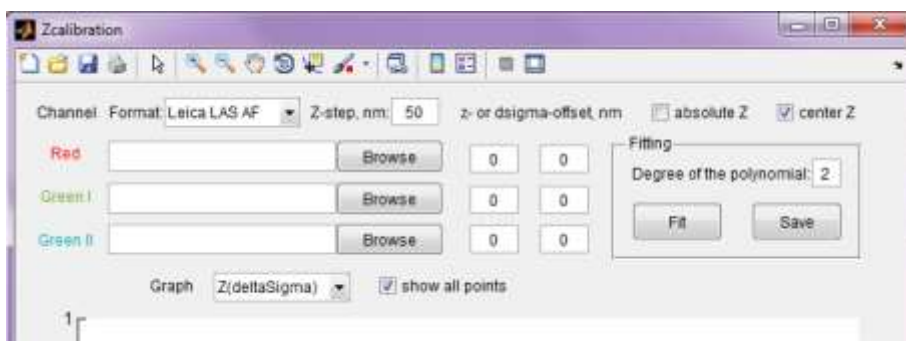 Zcalibration
Channel Format: Leica LAS AF Z-step, nm: 50 z- or dsigma-offset, nm absolute Z center Z
Red Browse 0 0
Fitting
Degree of the polynomial: 2
Green I Browse 0 0
Fit Save
Green II Browse 0 0
Graph Z(deltaSigma) show all points
1